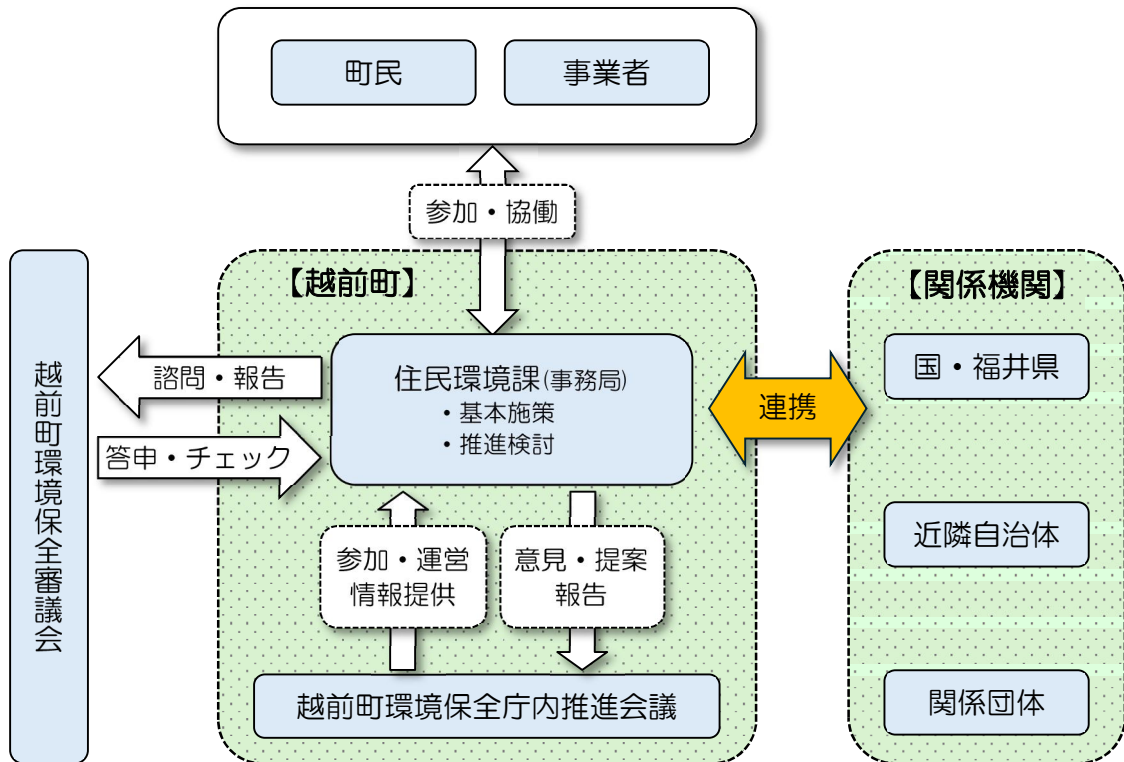 町民
事業者
参加・協働
【越前町】
【関係機関】
越前町環境保全審議会
諮問・報告
答申・チェック
住民環境課(事務局)
・基本施策
・推進検討
連携
国・福井県
近隣自治体
関係団体
参加・運営
情報提供
意見・提案
報告
越前町環境保全庁内推進会議